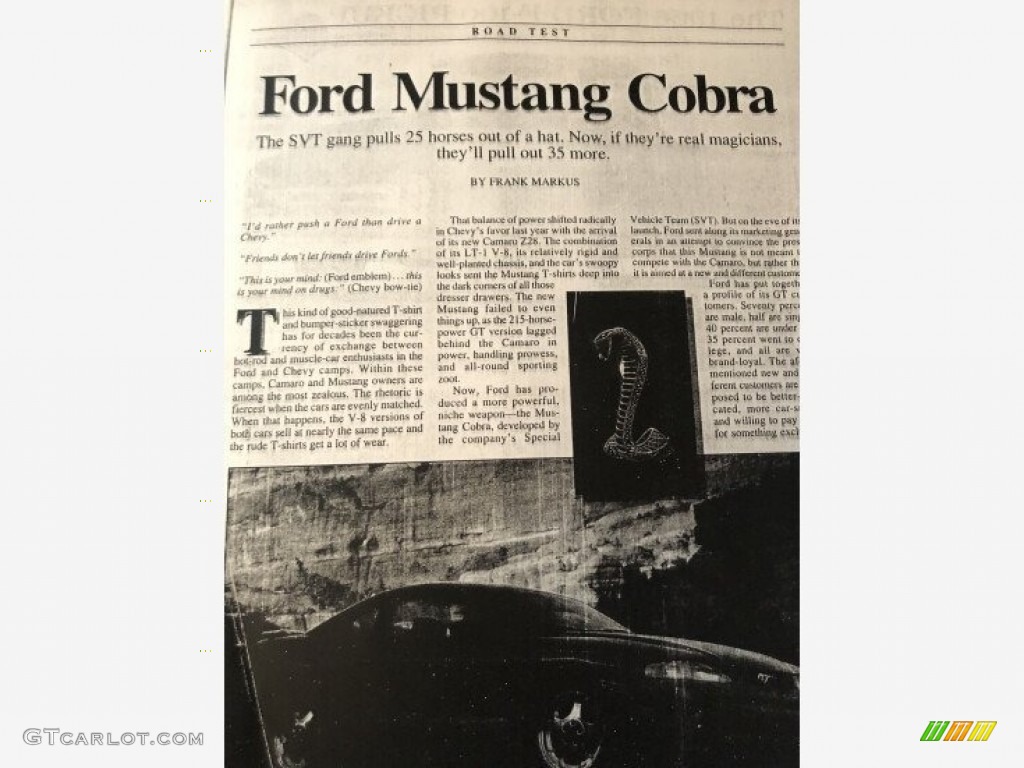 ROAD TEST
Ford Mustang Cobra
The SVT gang pulls 25 horses out of a hat. Now, if they're real magicians,
they'll pull out 35 more.
BY FRANK MARKUS
"I'd rather push a Ford than drive a
Chevy."
"Friends don't let friends drive Fords."
"This is your mind: (Ford emblem)... this
is your mind on drugs:" (Chevy bow-tie)
This kind of good-natured T-shirt
and bumper-sticker swaggering
has for decades been the cur-
rency of exchange between
hot-rod and muscle-car enthusiasts in the
Ford and Chevy camps. Within these
camps, Camaro and Mustang owners are
among the most zealous. The rhetoric is
fiercest when the cars are evenly matched.
When that happens, the V-8 versions of
both cars sell at nearly the same pace and
the rude T-shirts get a lot of wear.
That balance of power shifted radically
in Chevy's favor last year with the arrival
of its new Camaro Z28. The combination
of its LT-1 V-8, its relatively rigid and
well-planted chassis, and the car's swoopy
looks sent the Mustang T-shirts deep into
the dark corners of all those
dresser drawers. The new
Mustang failed to even
things up, as the 215-horse-
power GT version lagged
behind the Camaro in
power, handling prowess,
and all-round sporting
zoot.
Now, Ford has pro-
duced a more powerful,
niche weapon—the Mus-
tang Cobra, developed by
the company's Special
Vehicle Team (SVT). But on the eve of its
launch, Ford sent along its marketing gen
erals in an attempt to convince the pres
corps that this Mustang is not meant t
compete with the Camaro, but rather th
it is aimed at a new and different custome
Ford has put togeth
a profile of its GT cu
tomers. Seventy perc
are male, half are sin
40 percent are under
35 percent went to c
lege, and all are v
brand-loyal. The af
mentioned new and
ferent customers are
posed to be better-
cated, more car-s
and willing to pay
for something excl
GTCARLOT.COM